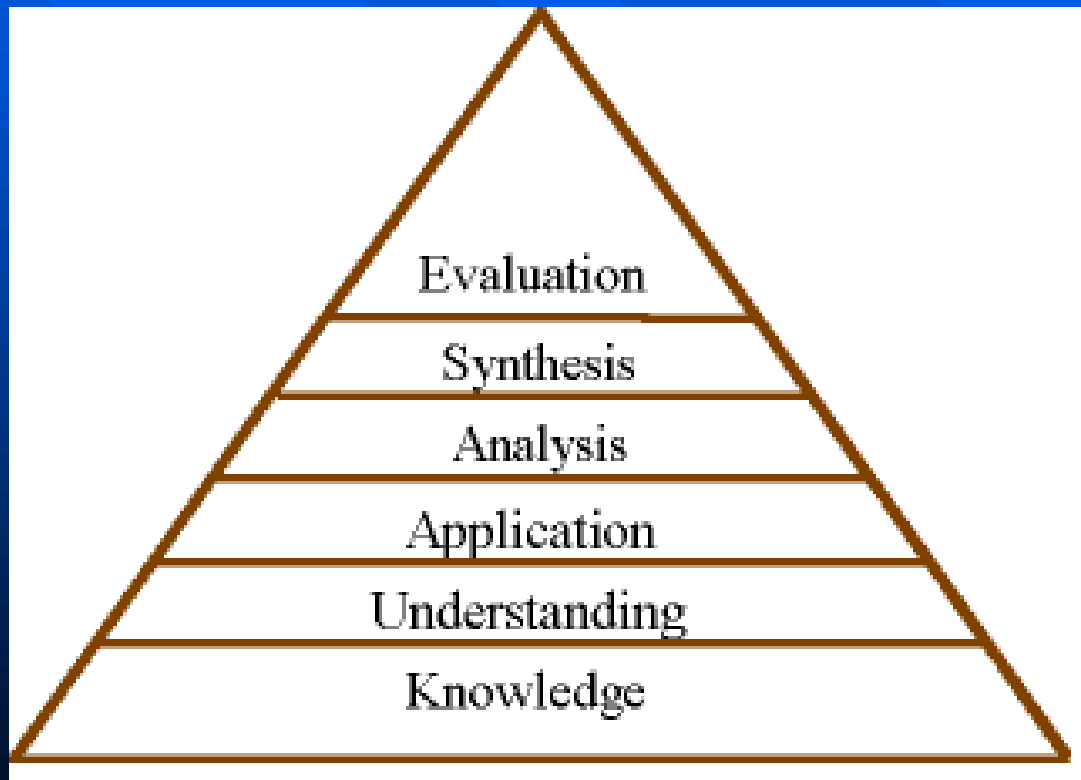 Evaluation
Synthesis
Analysis
Application
Understanding
Knowledge